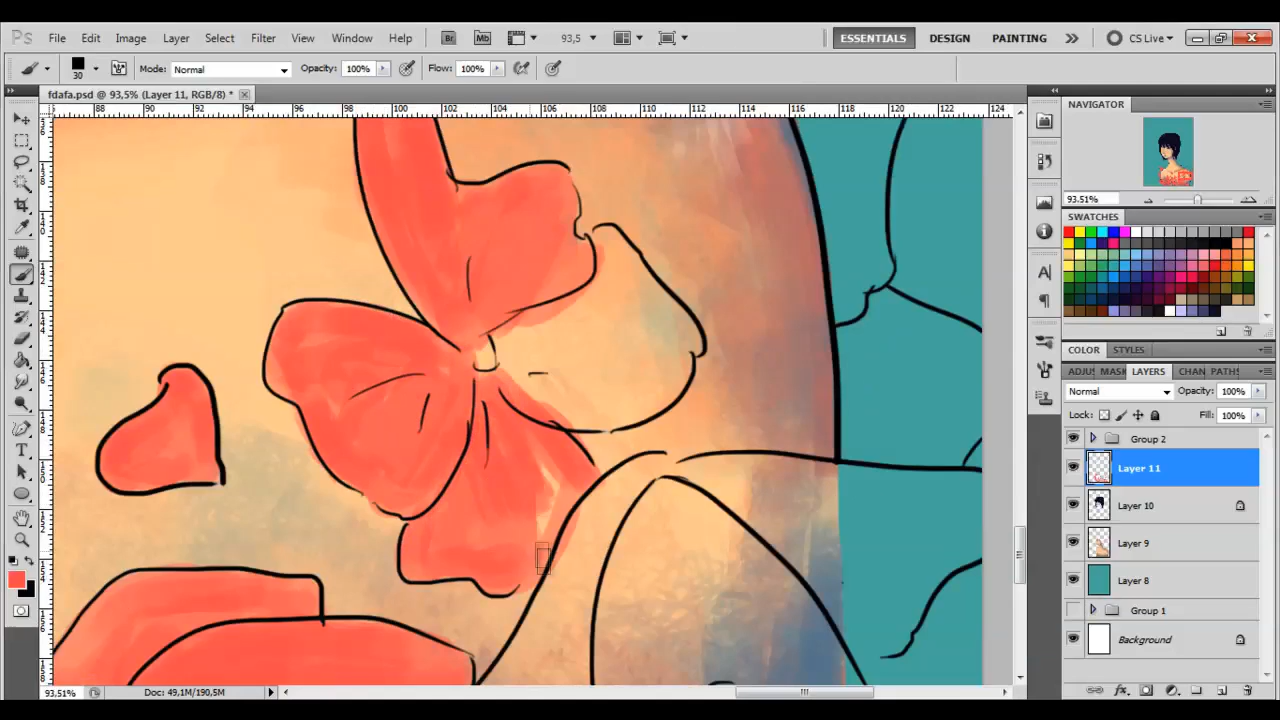 Ps File Edit Image Layer Select Filter View Window Help Br Mb 93,5 ESSENTIALS DESIGN PAINTING CS Live
30 Mode: Normal Opacity: 100% Flow: 100%
fdafa.psd @ 93,5% (Layer 11, RGB/8) *
88 90 92 94 96 98 100 102 104 106 108 110 112 114 116 118 120 122 124
NAVIGATOR
93.51%
SWATCHES
COLOR STYLES
ADJU MASK LAYERS CHAN PATHS
Normal Opacity: 100%
Lock: Fill: 100%
Group 2
Layer 11
Layer 10
Layer 9
Layer 8
Group 1
Background
93,51% Doc: 49,1M/190,5M